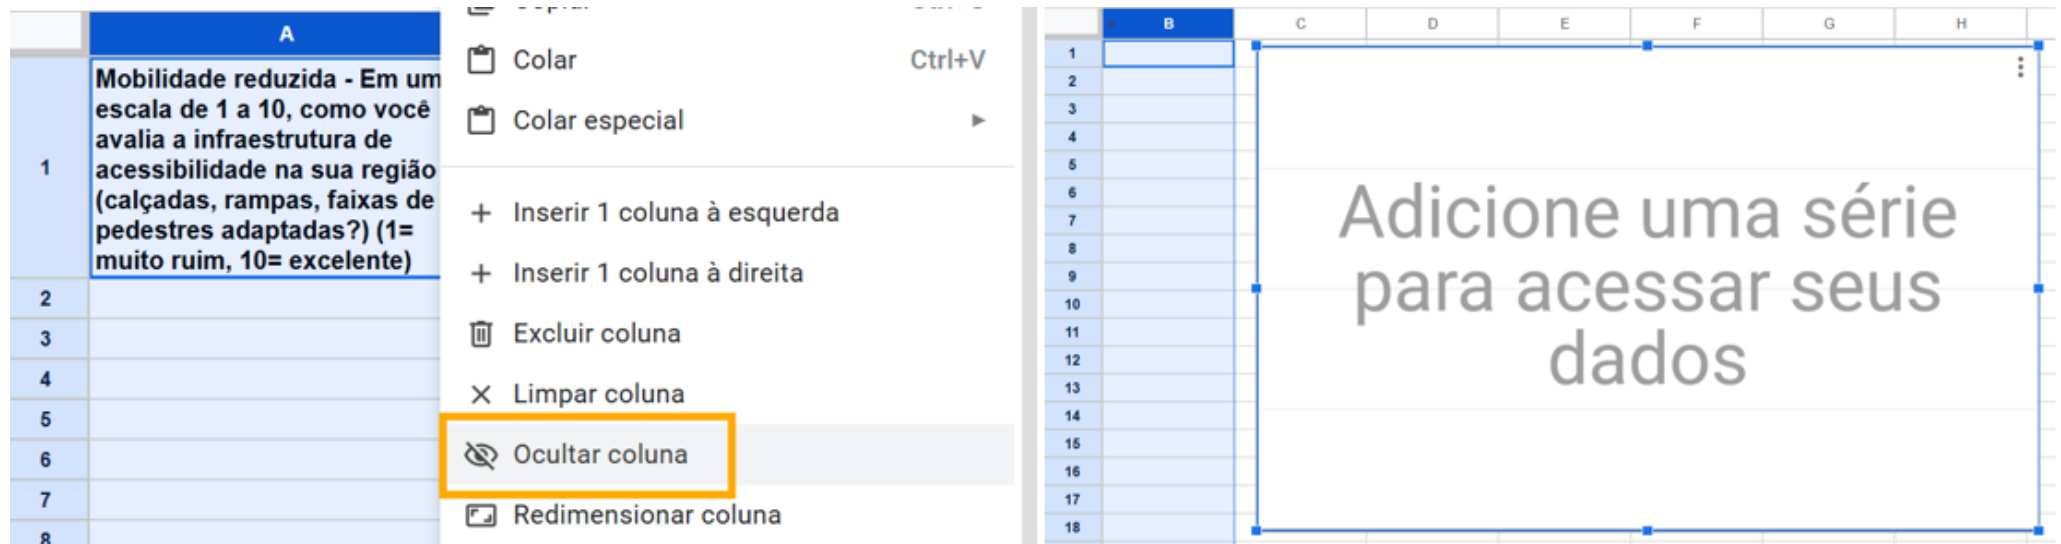 A
1
Mobilidade reduzida - Em um
escala de 1 a 10, como você
avalia a infraestrutura de
acessibilidade na sua região
(calçadas, rampas, faixas de
pedestres adaptadas?) (1=
muito ruim, 10= excelente)
2
3
4
5
6
7
8
Colar Ctrl+V
Colar especial
Inserir 1 coluna à esquerda
Inserir 1 coluna à direita
Excluir coluna
Limpar coluna
Ocultar coluna
Redimensionar coluna
B C D E F G H
1
2
3
4
5
6
7
8
9
10
11
12
13
14
15
16
17
18
Adicione uma série
para acessar seus
dados